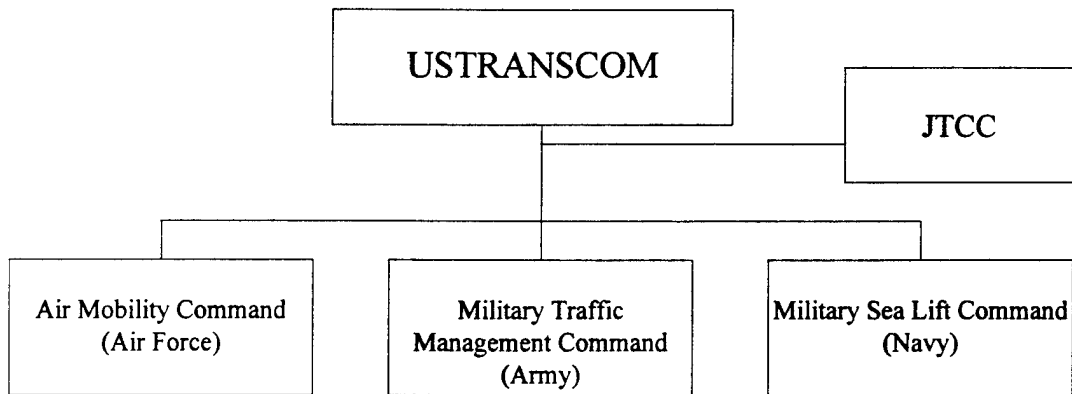 USTRANSCOM
JTCC
Air Mobility Command
(Air Force)
Military Traffic
Management Command
(Army)
Military Sea Lift Command
(Navy)